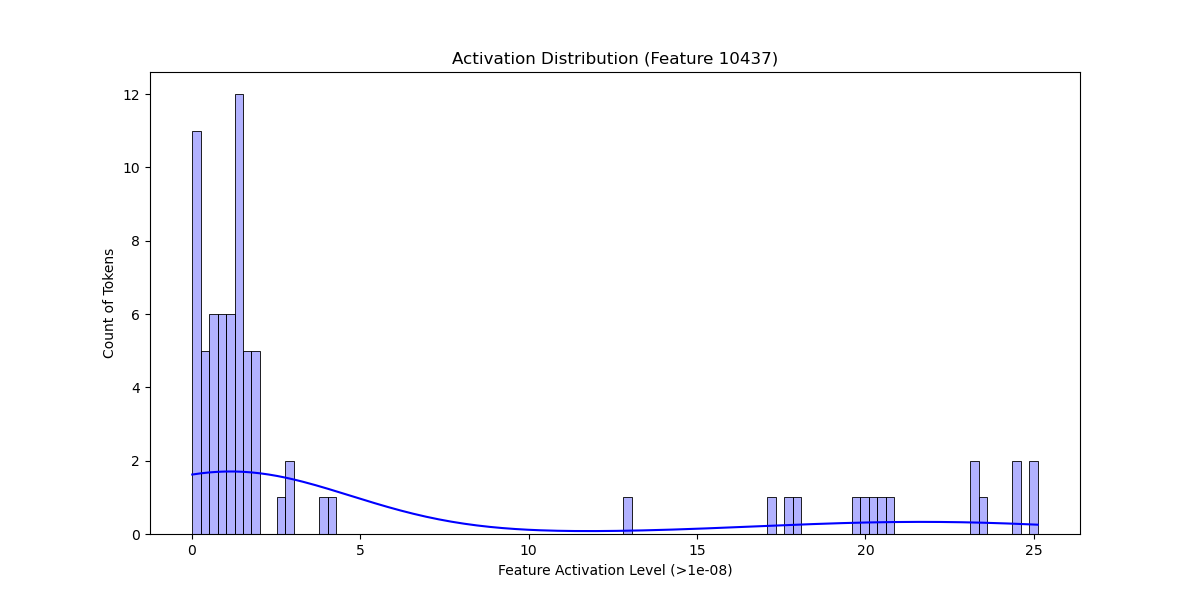 Activation Distribution (Feature 10437)
12
10
8
6
4
2
0
Count of Tokens
0 5 10 15 20 25
Feature Activation Level (>1e-08)